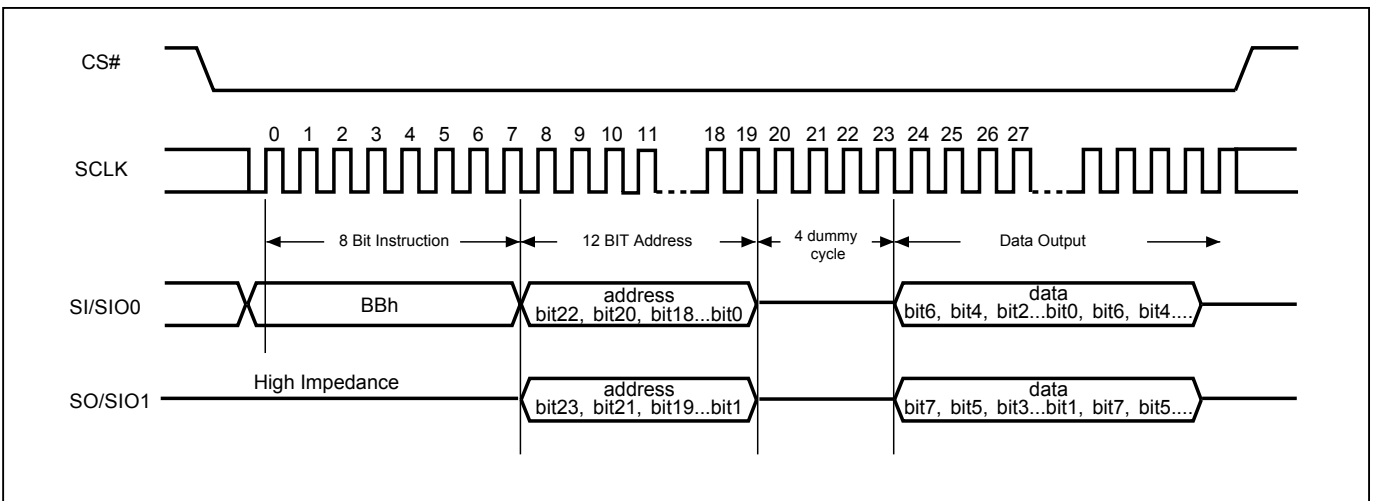 CS#
0 1 2 3 4 5 6 7 8 9 10 11 18 19 20 21 22 23 24 25 26 27
SCLK
8 Bit Instruction
12 BIT Address
4 dummy
cycle
Data Output
SI/SIO0
BBh
address
bit22, bit20, bit18...bit0
data
bit6, bit4, bit2...bit0, bit6, bit4....
High Impedance
SO/SIO1
address
bit23, bit21, bit19...bit1
data
bit7, bit5, bit3...bit1, bit7, bit5....